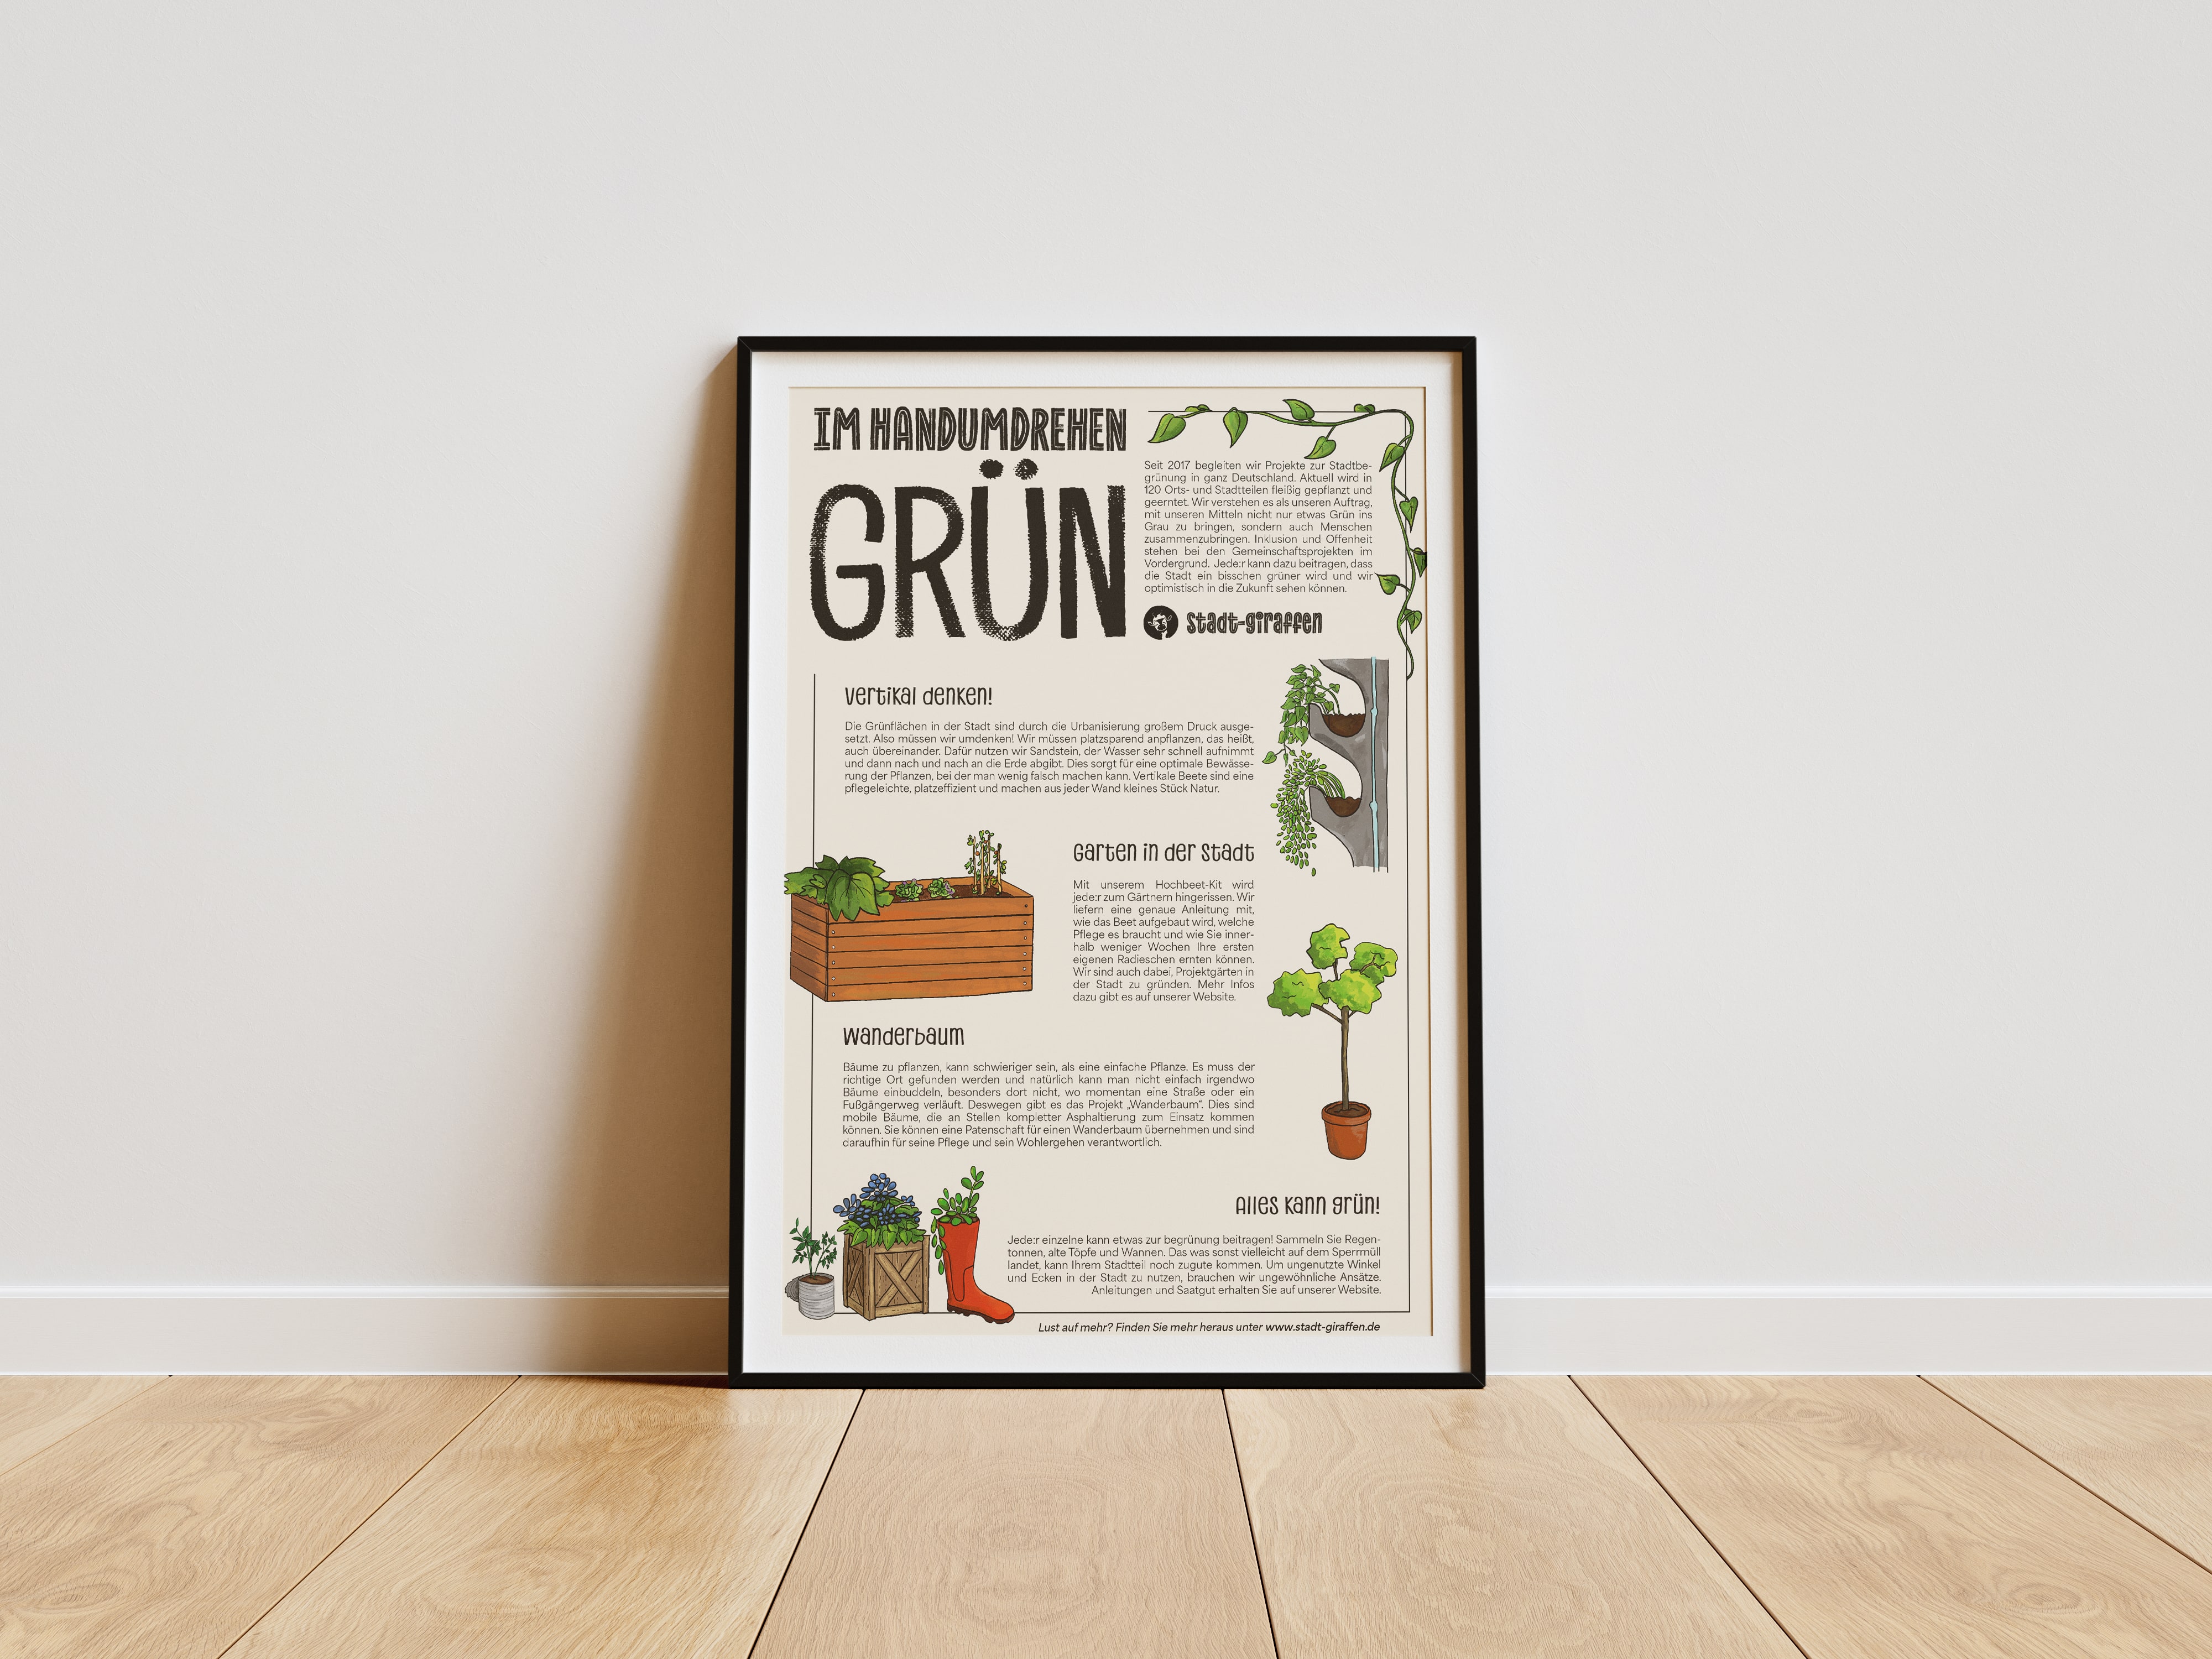 IM HANDUMDREHEN
GRÜN
Seit 2017 begleiten wir Projekte zur Stadtbe-
grünung in ganz Deutschland. Aktuell wird in
120 Orts- und Stadtteilen fleißig gepflanzt und
geerntet. Wir verstehen es als unseren Auftrag,
mit unseren Mitteln nicht nur etwas Grün ins
Grau zu bringen, sondern auch Menschen
zusammenzubringen. Inklusion und Offenheit
stehen bei den Gemeinschaftsprojekten im
Vordergrund. Jede:r kann dazu beitragen, dass
die Stadt ein bisschen grüner wird und wir
optimistisch in die Zukunft sehen können.
Stadt-giraffen
Vertikal denken!
Die Grünflächen in der Stadt sind durch die Urbanisierung großem Druck ausge-
setzt. Also müssen wir umdenken! Wir müssen platzsparend anpflanzen, das heißt,
auch übereinander. Dafür nutzen wir Sandstein, der Wasser sehr schnell aufnimmt
und dann nach und nach an die Erde abgibt. Dies sorgt für eine optimale Bewässe-
rung der Pflanzen, bei der man wenig falsch machen kann. Vertikale Beete sind eine
pflegeleichte, platzeffizient und machen aus jeder Wand kleines Stück Natur.
Garten in der Stadt
Mit unserem Hochbeet-Kit wird
jede:r zum Gärtnern hingerissen. Wir
liefern eine genaue Anleitung mit,
wie das Beet aufgebaut wird, welche
Pflege es braucht und wie Sie inner-
halb weniger Wochen Ihre ersten
eigenen Radieschen ernten können.
Wir sind auch dabei, Projektgärten in
der Stadt zu gründen. Mehr Infos
dazu gibt es auf unserer Website.
Wanderbaum
Bäume zu pflanzen, kann schwieriger sein, als eine einfache Pflanze. Es muss der
richtige Ort gefunden werden und natürlich kann man nicht einfach irgendwo
Bäume einbuddeln, besonders dort nicht, wo momentan eine Straße oder ein
Fußgängerweg verläuft. Deswegen gibt es das Projekt „Wanderbaum“. Dies sind
mobile Bäume, die an Stellen kompletter Asphaltierung zum Einsatz kommen
können. Sie können eine Patenschaft für einen Wanderbaum übernehmen und sind
daraufhin für seine Pflege und sein Wohlergehen verantwortlich.
Alles kann grün!
Jede:r einzelne kann etwas zur begrünung beitragen! Sammeln Sie Regen-
tonnen, alte Töpfe und Wannen. Das was sonst vielleicht auf dem Sperrmüll
landet, kann Ihrem Stadtteil noch zugute kommen. Um ungenutzte Winkel
und Ecken in der Stadt zu nutzen, brauchen wir ungewöhnliche Ansätze.
Anleitungen und Saatgut erhalten Sie auf unserer Website.
Lust auf mehr? Finden Sie mehr heraus unter www.stadt-giraffen.de